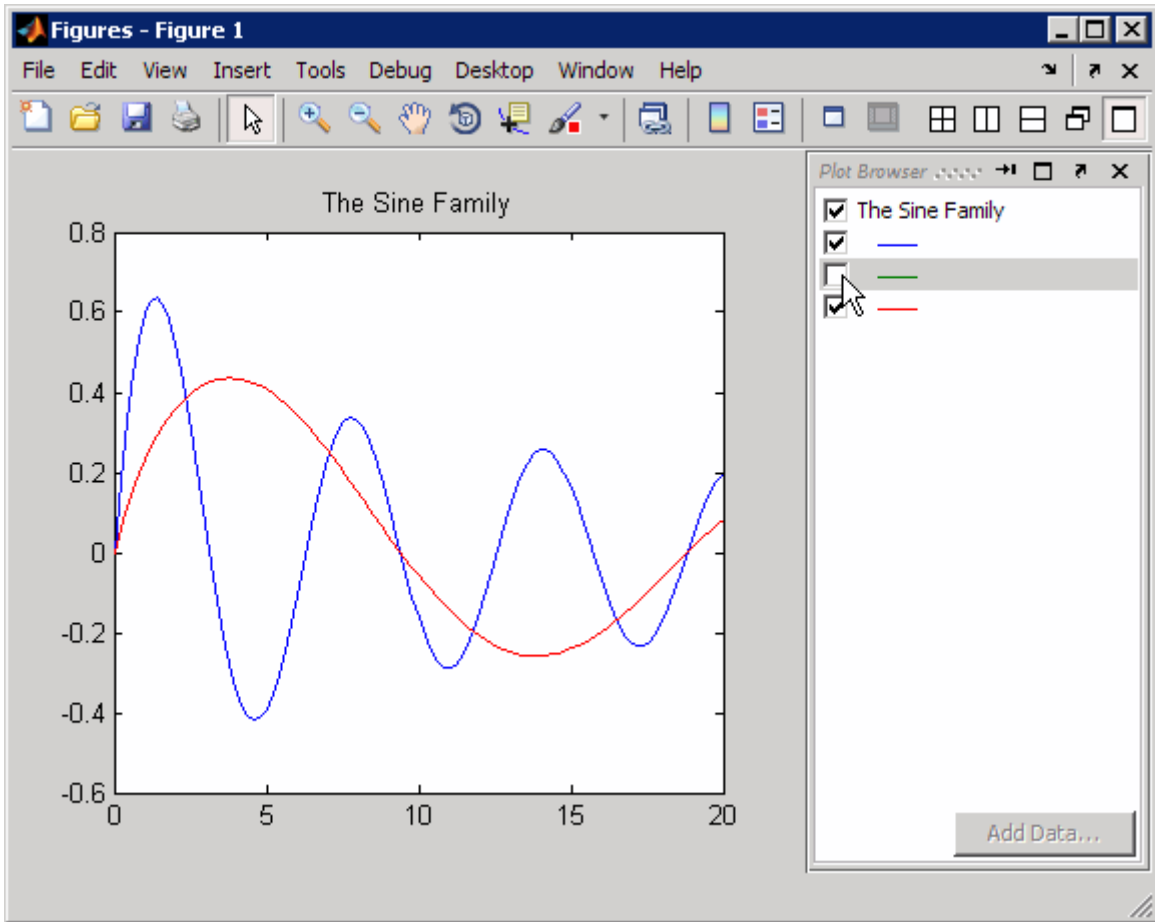 Figures - Figure 1
File Edit View Insert Tools Debug Desktop Window Help
Plot Browser
The Sine Family
The Sine Family
0.8
0.6
0.4
0.2
0
-0.2
-0.4
-0.6
0 5 10 15 20
Add Data...